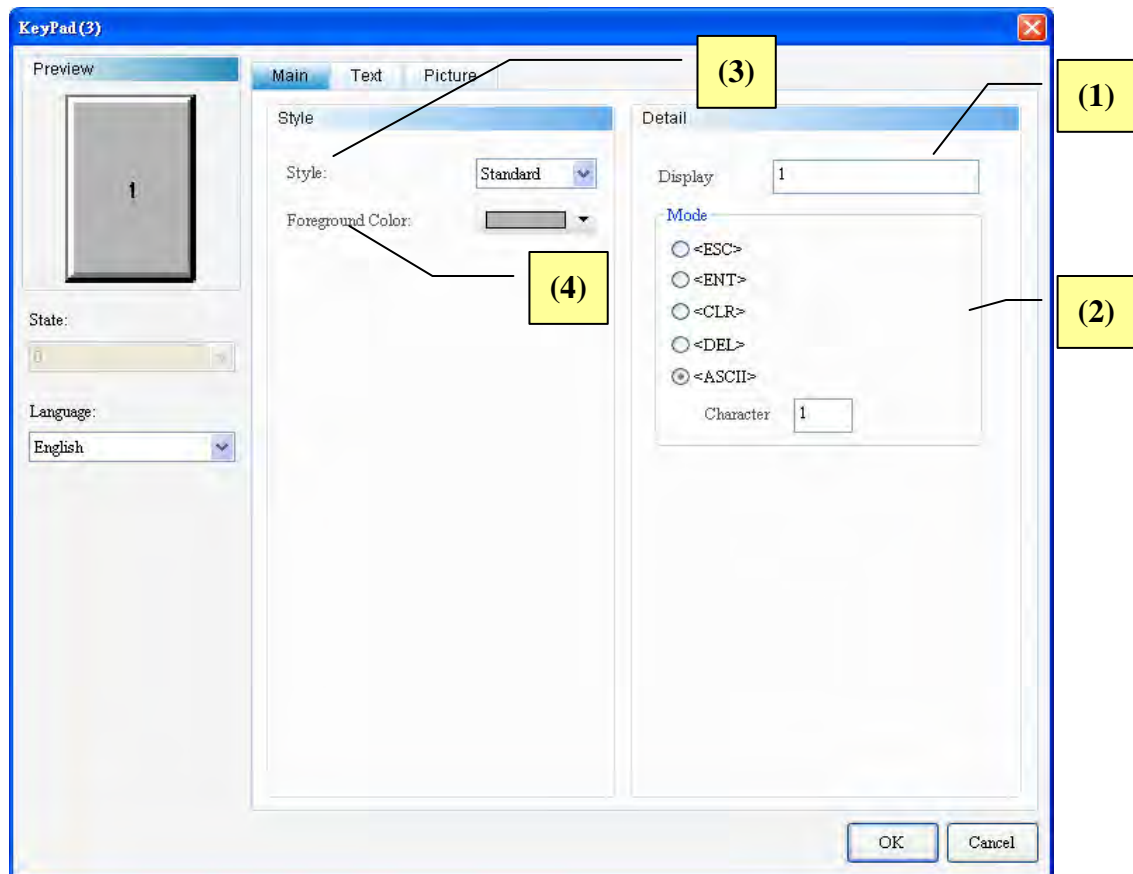 KeyPad (3)
Preview
1
State:
0
Language:
English
Main Text Picture
Style
Style: Standard
Foreground Color:
Detail
Display 1
Mode
<ESC>
<ENT>
<CLR>
<DEL>
<ASCII>
Character 1
OK Cancel
(3)
(1)
(4)
(2)